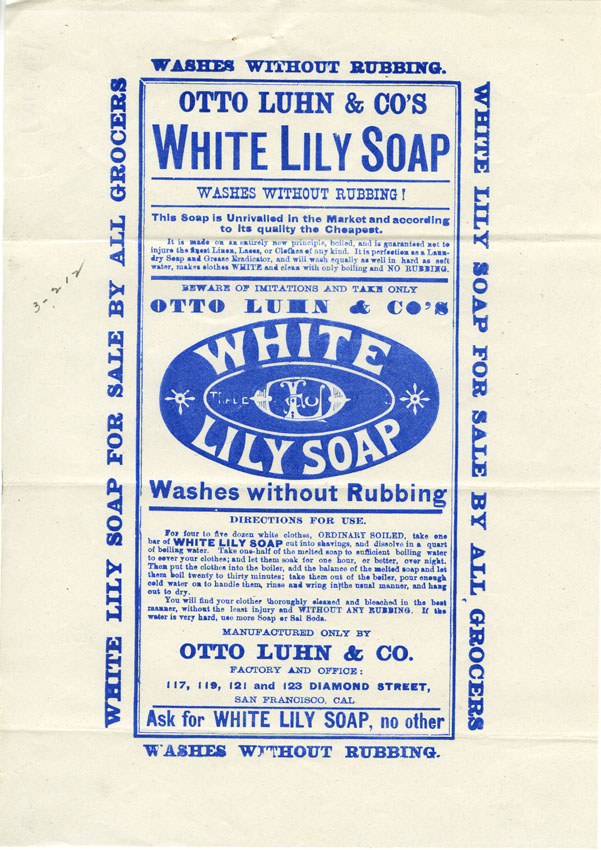 WASHES WITHOUT RUBBING.
WHITE LILY SOAP FOR SALE BY ALL GROCERS
OTTO LUHN & CO'S
WHITE LILY SOAP
WASHES WITHOUT RUBBING!
This Soap is Unrivalled in the Market and according
to its quality the Cheapest.
It is made on an entirely new principle, boiled, and is guaranteed not to
injure the finest Linen, Laces, or Clothes of any kind. It is perfection as a Laun-
dry Soap and Grease Eradicator, and will wash equally as well in hard as soft
water, makes clothes WHITE and clean with only boiling and NO RUBBING.
BEWARE OF IMITATIONS AND TAKE ONLY
OTTO LUHN & CO'S
WHITE
LILY SOAP
Washes without Rubbing
DIRECTIONS FOR USE.
For four to five dozen white clothes, ORDINARY SOILED, take one
bar of WHITE LILY SOAP cut into shavings, and dissolve in a quart
of boiling water. Take one-half of the melted soap to sufficient boiling water
to cover your clothes; and let them soak for one hour, or better, over night.
Then put the clothes into the boiler, add the balance of the melted soap and let
them boil twenty to thirty minutes; take them out of the boiler, pour enough
cold water on to handle them, rinse and wring in the usual manner, and hang
out to dry.
You will find your clother thoroughly cleaned and bleached in the best
manner, without the least injury and WITHOUT ANY RUBBING. If the
water is very hard, use more Soap or Sal Soda.
MANUFACTURED ONLY BY
OTTO LUHN & CO.
FACTORY AND OFFICE:
117, 119, 121 and 123 DIAMOND STREET,
SAN FRANCISCO, CAL
Ask for WHITE LILY SOAP, no other
WHITE LILY SOAP FOR SALE BY ALL GROCERS
WASHES WITHOUT RUBBING.
3-212